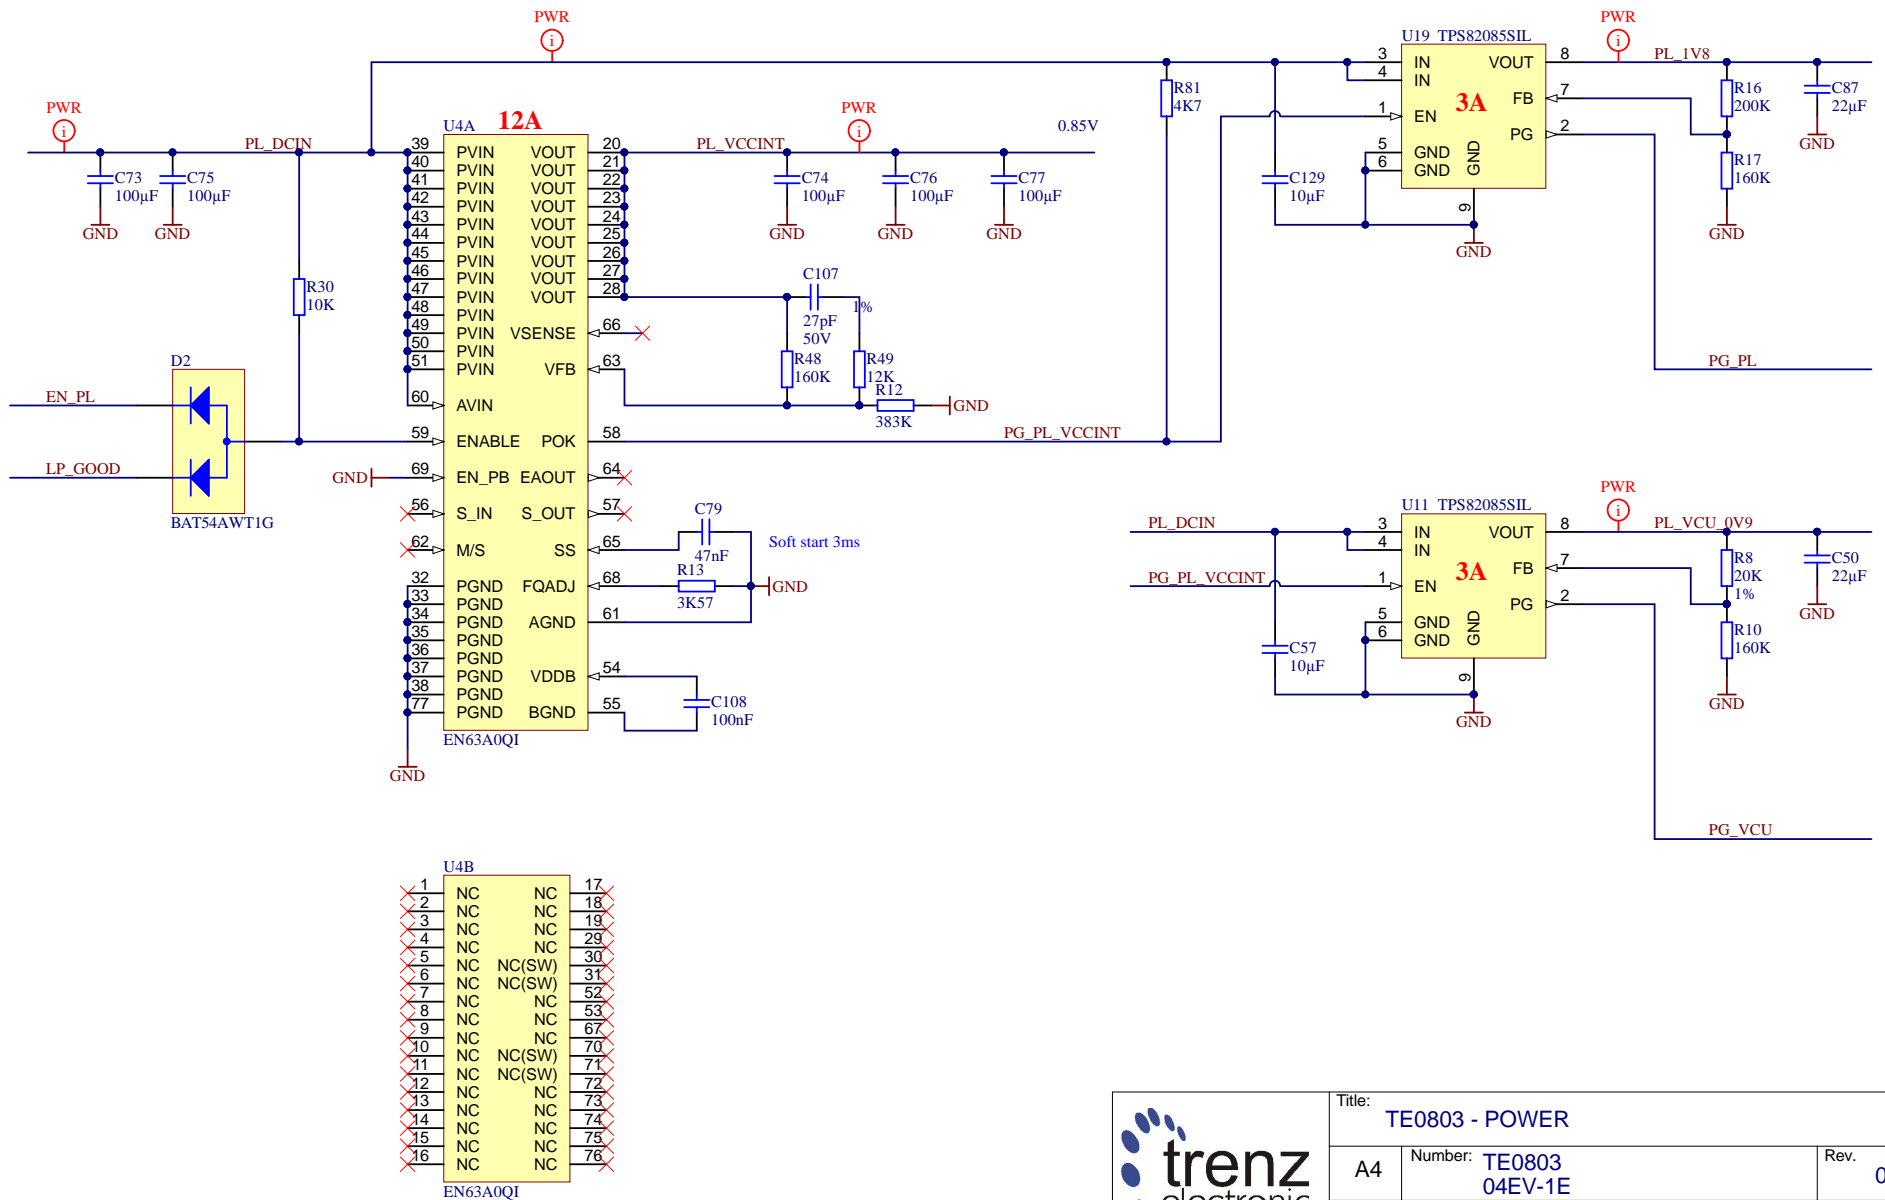 PWR
i
PWR
i
PL_DCIN
C73
100µF
GND
C75
100µF
GND
R30
10K
D2
EN_PL
LP_GOOD
BAT54AWT1G
U4A
12A
39 PVIN VOUT 20
40 PVIN VOUT 21
41 PVIN VOUT 22
42 PVIN VOUT 23
43 PVIN VOUT 24
44 PVIN VOUT 25
45 PVIN VOUT 26
46 PVIN VOUT 27
47 PVIN VOUT 28
48 PVIN
49 PVIN VSENSE 66
50 PVIN
51 PVIN VFB 63
60 AVIN
59 ENABLE POK 58
GND 69 EN_PB EAOUT 64
56 S_IN S_OUT 57
62 M/S SS 65
32 PGND FQADJ 68
33 PGND
34 PGND AGND 61
35 PGND
36 PGND
37 PGND VDDB 54
38 PGND
77 PGND BGND 55
EN63A0QI
GND
PL_VCCINT
PWR
i
0.85V
C74
100µF
GND
C76
100µF
GND
C77
100µF
GND
C107
27pF
50V
1%
R48
160K
R49
12K
R12
383K
GND
PG_PL_VCCINT
C79
47nF
Soft start 3ms
R13
3K57
GND
C108
100nF
R81
4K7
C129
10µF
U19 TPS82085SIL
3 IN VOUT 8
4 IN
3A
FB 7
1 EN
PG 2
5 GND
6 GND
GND
9
GND
PWR
i
PL_1V8
R16
200K
R17
160K
GND
C87
22µF
GND
PG_PL
PL_DCIN
PG_PL_VCCINT
C57
10µF
U11 TPS82085SIL
3 IN VOUT 8
4 IN
3A
FB 7
1 EN
PG 2
5 GND
6 GND
GND
9
GND
PWR
i
PL_VCU_0V9
R8
20K
1%
R10
160K
GND
C50
22µF
GND
PG_VCU
U4B
1 NC NC 17
2 NC NC 18
3 NC NC 19
4 NC NC 29
5 NC NC(SW) 30
6 NC NC(SW) 31
7 NC NC 52
8 NC NC 53
9 NC NC 67
10 NC NC(SW) 70
11 NC NC(SW) 71
12 NC NC 72
13 NC NC 73
14 NC NC 74
15 NC NC 75
16 NC NC 76
EN63A0QI
trenz
electronic
Title:
TE0803 - POWER
A4
Number: TE0803
04EV-1E
Rev.
0